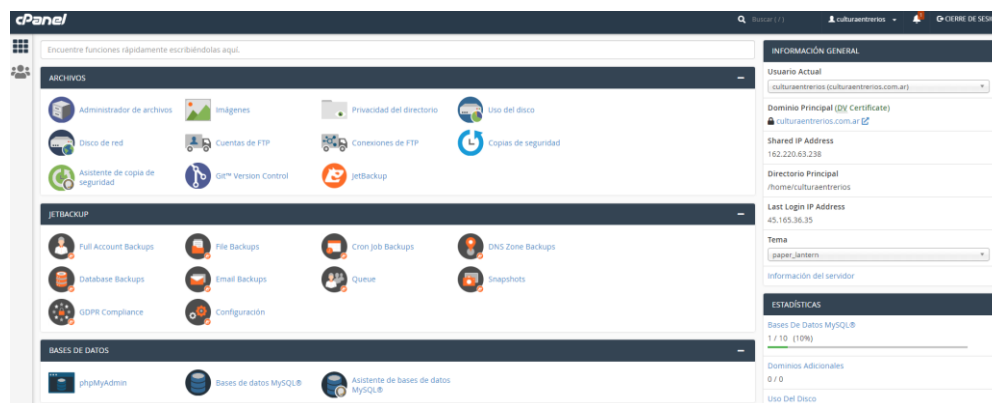 cPanel
Buscar ( / )
culturaentrerios
CIERRE DE SESI
Encuentre funciones rápidamente escribiéndolas aquí.
ARCHIVOS
Administrador de archivos
Imágenes
Privacidad del directorio
Uso del disco
Disco de red
Cuentas de FTP
Conexiones de FTP
Copias de seguridad
Asistente de copia de
seguridad
Git™ Version Control
JetBackup
JETBACKUP
Full Account Backups
File Backups
Cron Job Backups
DNS Zone Backups
Database Backups
Email Backups
Queue
Snapshots
GDPR Compliance
Configuración
BASES DE DATOS
phpMyAdmin
Bases de datos MySQL®
Asistente de bases de datos
MySQL®
INFORMACIÓN GENERAL
Usuario Actual
culturaentrerios (culturaentrerios.com.ar)
Dominio Principal (DV Certificate)
culturaentrerios.com.ar
Shared IP Address
162.220.63.238
Directorio Principal
/home/culturaentrerios
Last Login IP Address
45.165.36.35
Tema
paper_lantern
Información del servidor
ESTADÍSTICAS
Bases De Datos MySQL®
1 / 10 (10%)
Dominios Adicionales
0 / 0
Uso Del Disco